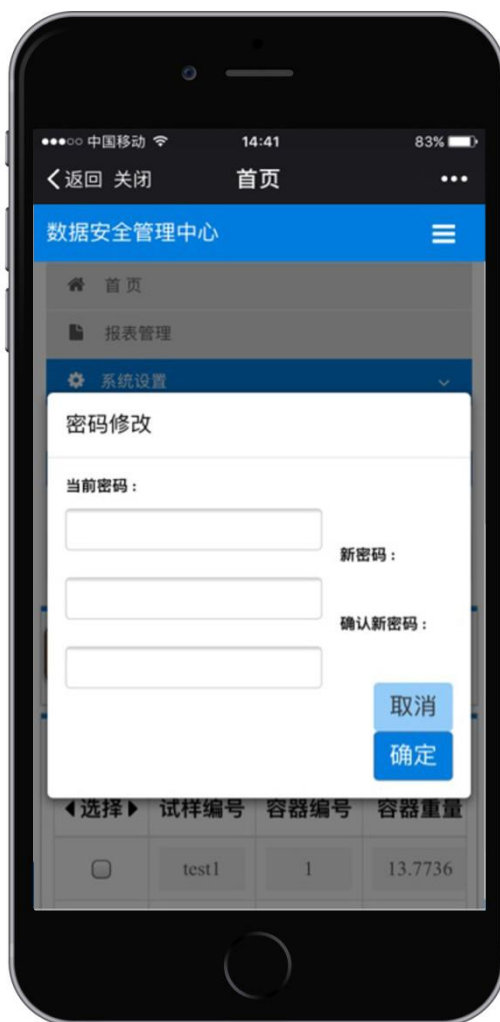 ●●●○○ 中国移动 14:41 83%
返回 关闭 首页 •••
数据安全管理中心
首页
报表管理
系统设置
密码修改
当前密码：
新密码：
确认新密码：
取消
确定
选择 试样编号 容器编号 容器重量
test1 1 13.7736